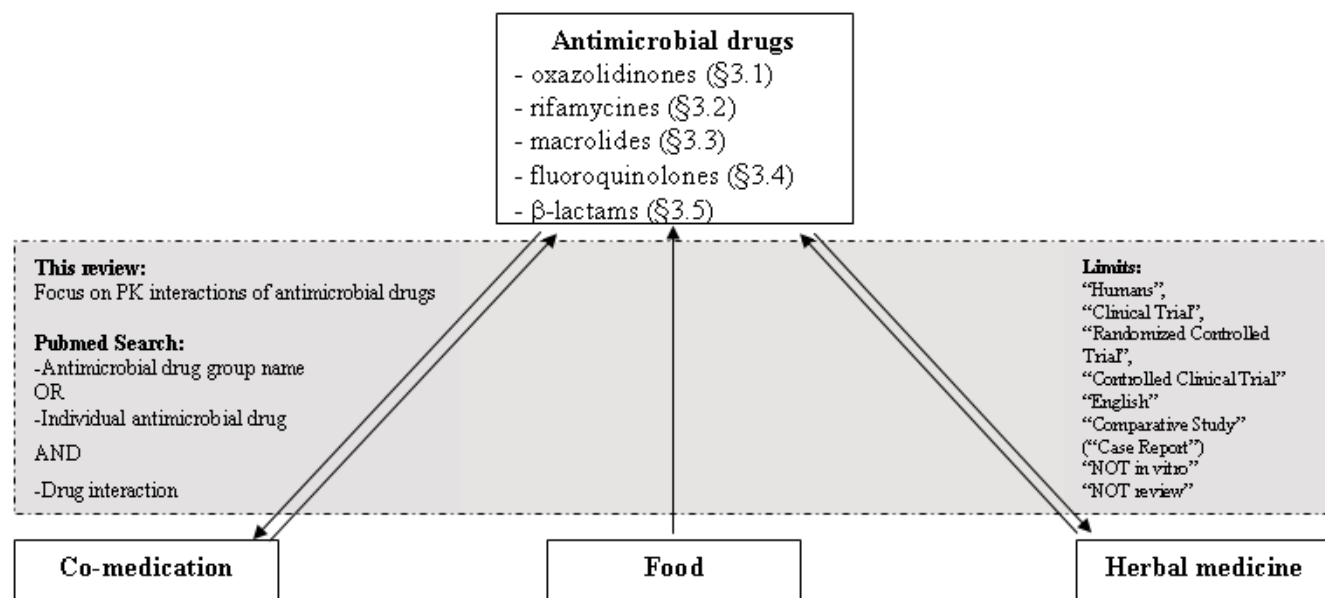 Antimicrobial drugs
- oxazolidinones (§3.1)
- rifamycines (§3.2)
- macrolides (§3.3)
- fluoroquinolones (§3.4)
- β-lactams (§3.5)
This review:
Focus on PK interactions of antimicrobial drugs
Pubmed Search:
-Antimicrobial drug group name
OR
-Individual antimicrobial drug
AND
-Drug interaction
Limits:
“Humans”,
“Clinical Trial”,
“Randomized Controlled
Trial”,
“Controlled Clinical Trial”
“English”
“Comparative Study”
(“Case Report”)
“NOT in vitro”
“NOT review”
Co-medication
Food
Herbal medicine